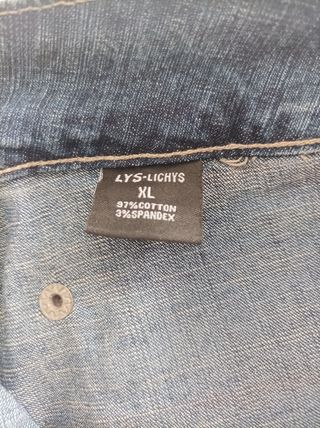 LYS-LICHYS
XL
97%COTTON
3%SPANDEX